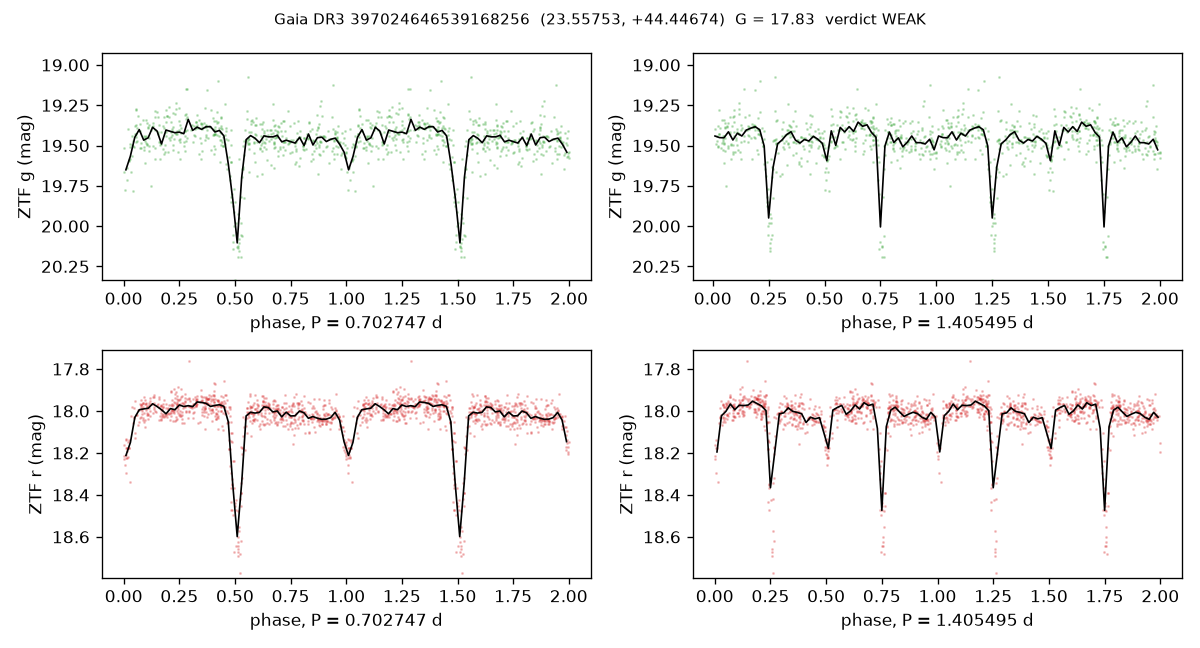 Gaia DR3 397024646539168256  (23.55753, +44.44674)  G = 17.83  verdict WEAK
ZTF g (mag)
19.00
19.25
19.50
19.75
20.00
20.25
0.00 0.25 0.50 0.75 1.00 1.25 1.50 1.75 2.00
phase, P = 0.702747 d
ZTF g (mag)
19.00
19.25
19.50
19.75
20.00
20.25
0.00 0.25 0.50 0.75 1.00 1.25 1.50 1.75 2.00
phase, P = 1.405495 d
ZTF r (mag)
17.8
18.0
18.2
18.4
18.6
0.00 0.25 0.50 0.75 1.00 1.25 1.50 1.75 2.00
phase, P = 0.702747 d
ZTF r (mag)
17.8
18.0
18.2
18.4
18.6
0.00 0.25 0.50 0.75 1.00 1.25 1.50 1.75 2.00
phase, P = 1.405495 d